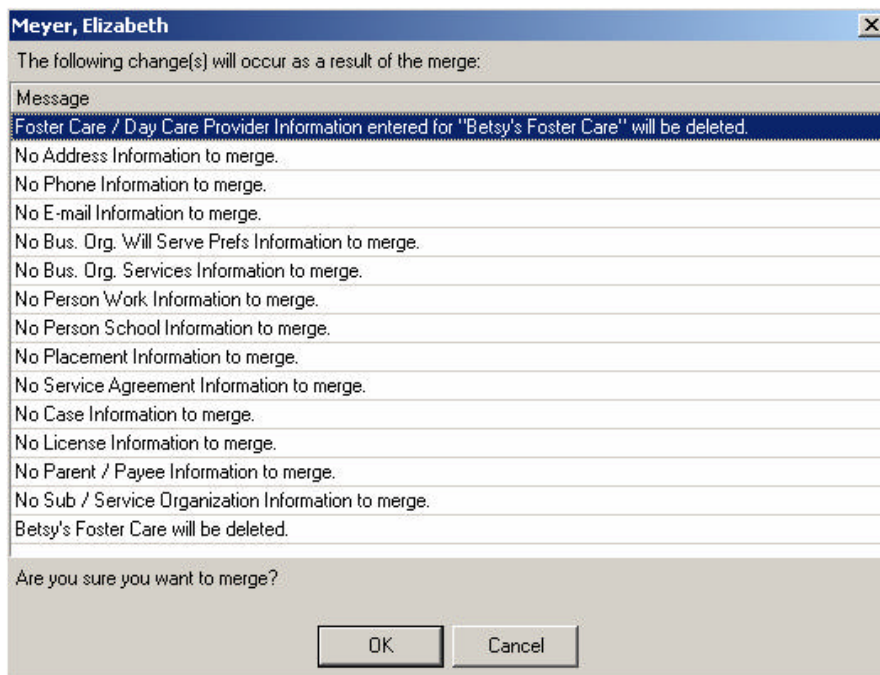 Meyer, Elizabeth
The following change(s) will occur as a result of the merge:
Message
Foster Care / Day Care Provider Information entered for "Betsy's Foster Care" will be deleted.
No Address Information to merge.
No Phone Information to merge.
No E-mail Information to merge.
No Bus. Org. Will Serve Prefs Information to merge.
No Bus. Org. Services Information to merge.
No Person Work Information to merge.
No Person School Information to merge.
No Placement Information to merge.
No Service Agreement Information to merge.
No Case Information to merge.
No License Information to merge.
No Parent / Payee Information to merge.
No Sub / Service Organization Information to merge.
Betsy's Foster Care will be deleted.
Are you sure you want to merge?
OK Cancel